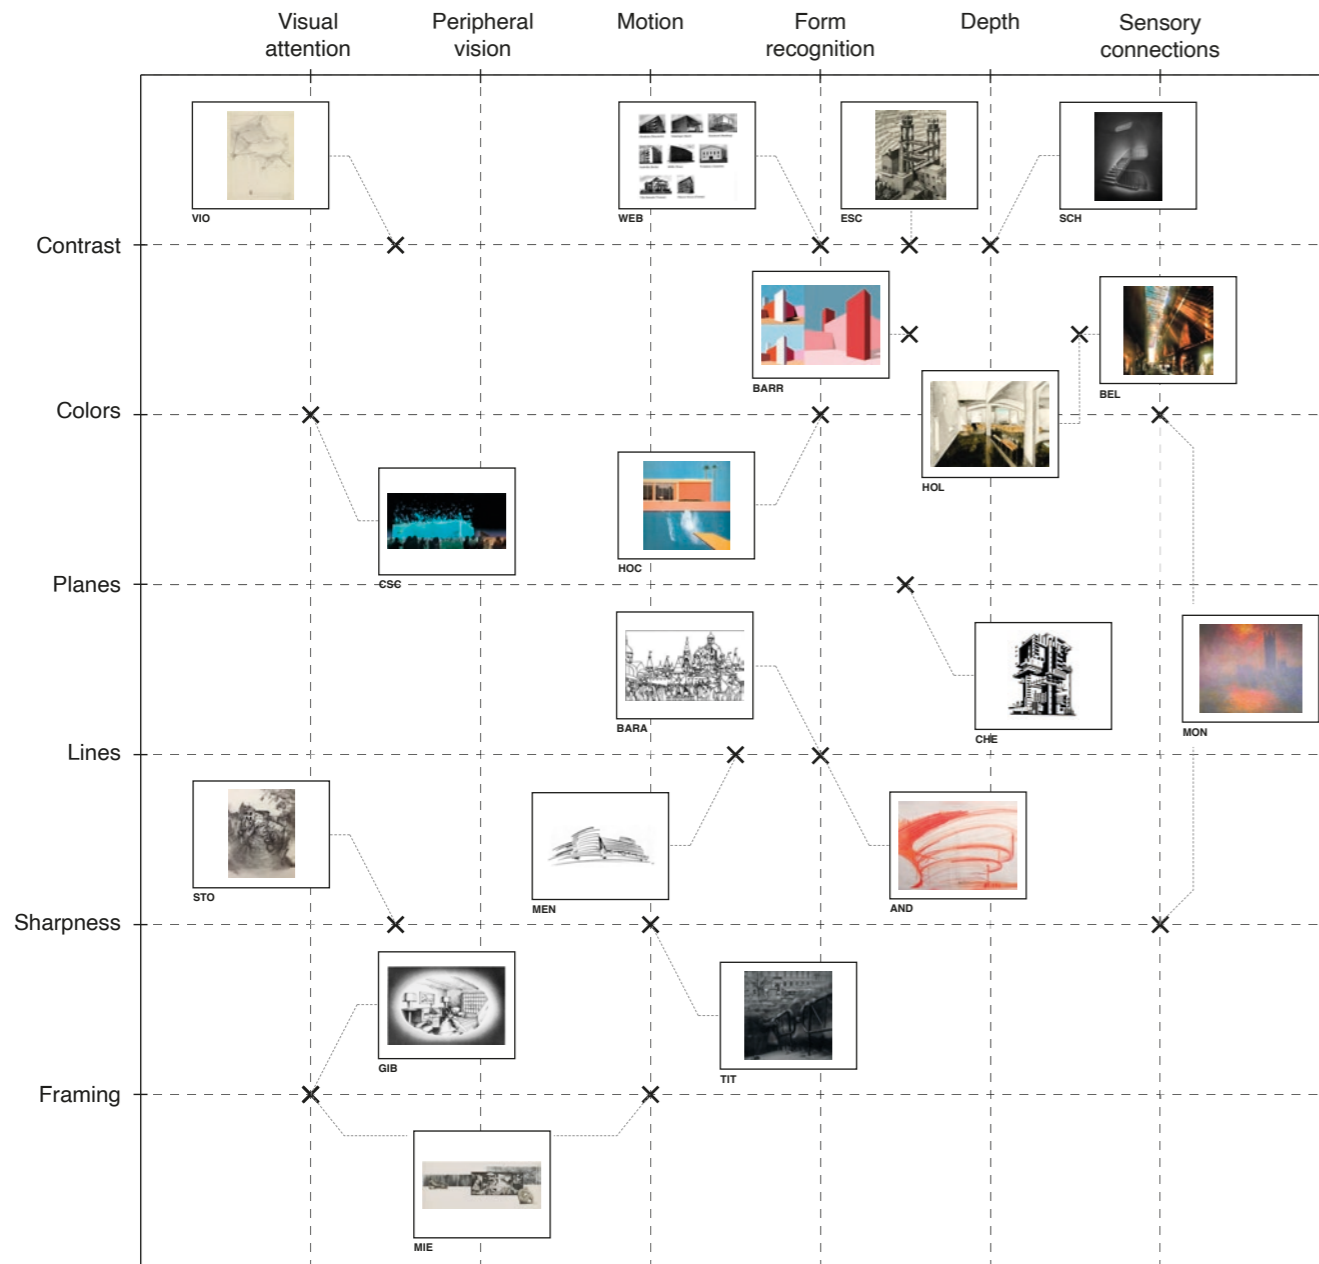 Visual
attention
Peripheral
vision
Motion
Form
recognition
Depth
Sensory
connections
VIO
WEB
ESC
SCH
Contrast
BARR
BEL
Colors
HOL
CSC
HOC
Planes
BARA
CHE
MON
Lines
STO
MEN
AND
Sharpness
GIB
TIT
Framing
MIE